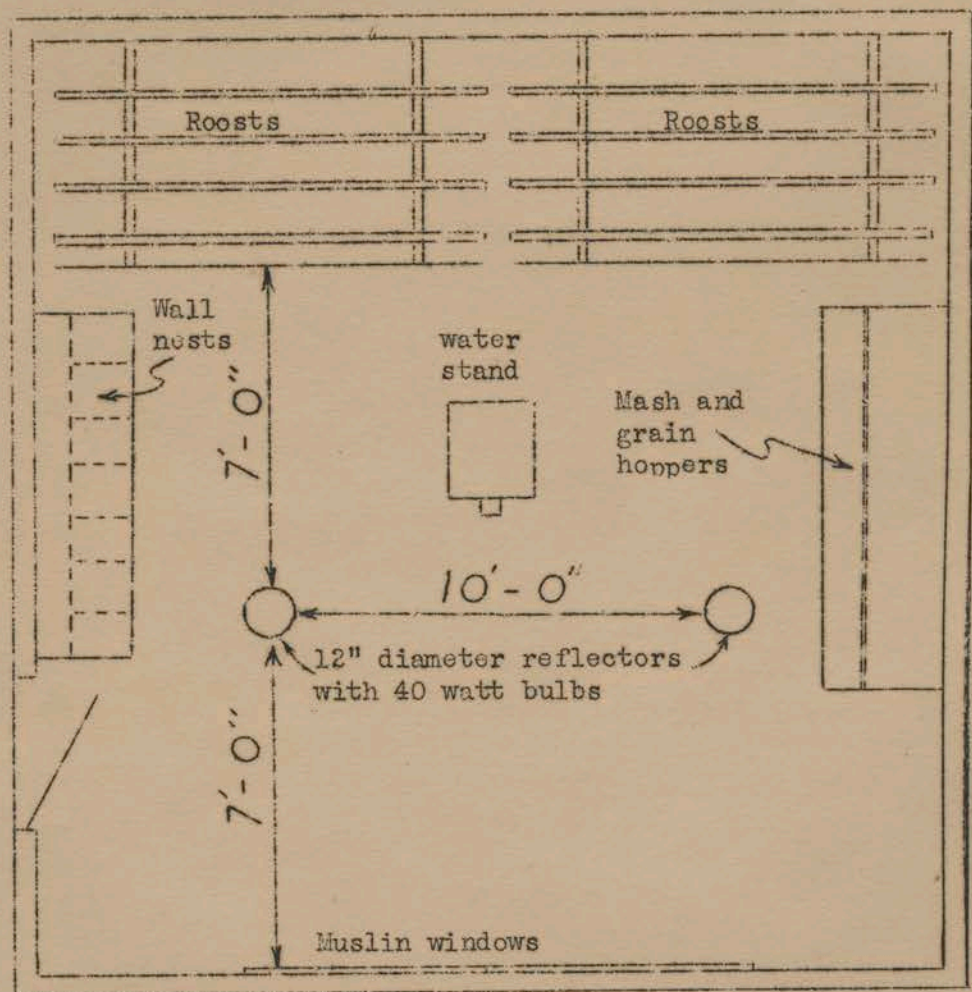 Roosts
Roosts
Wall
nests
water
stand
Mash and
grain
hoppers
7'-0"
10'-0"
12" diameter reflectors
with 40 watt bulbs
7'-0"
Muslin windows